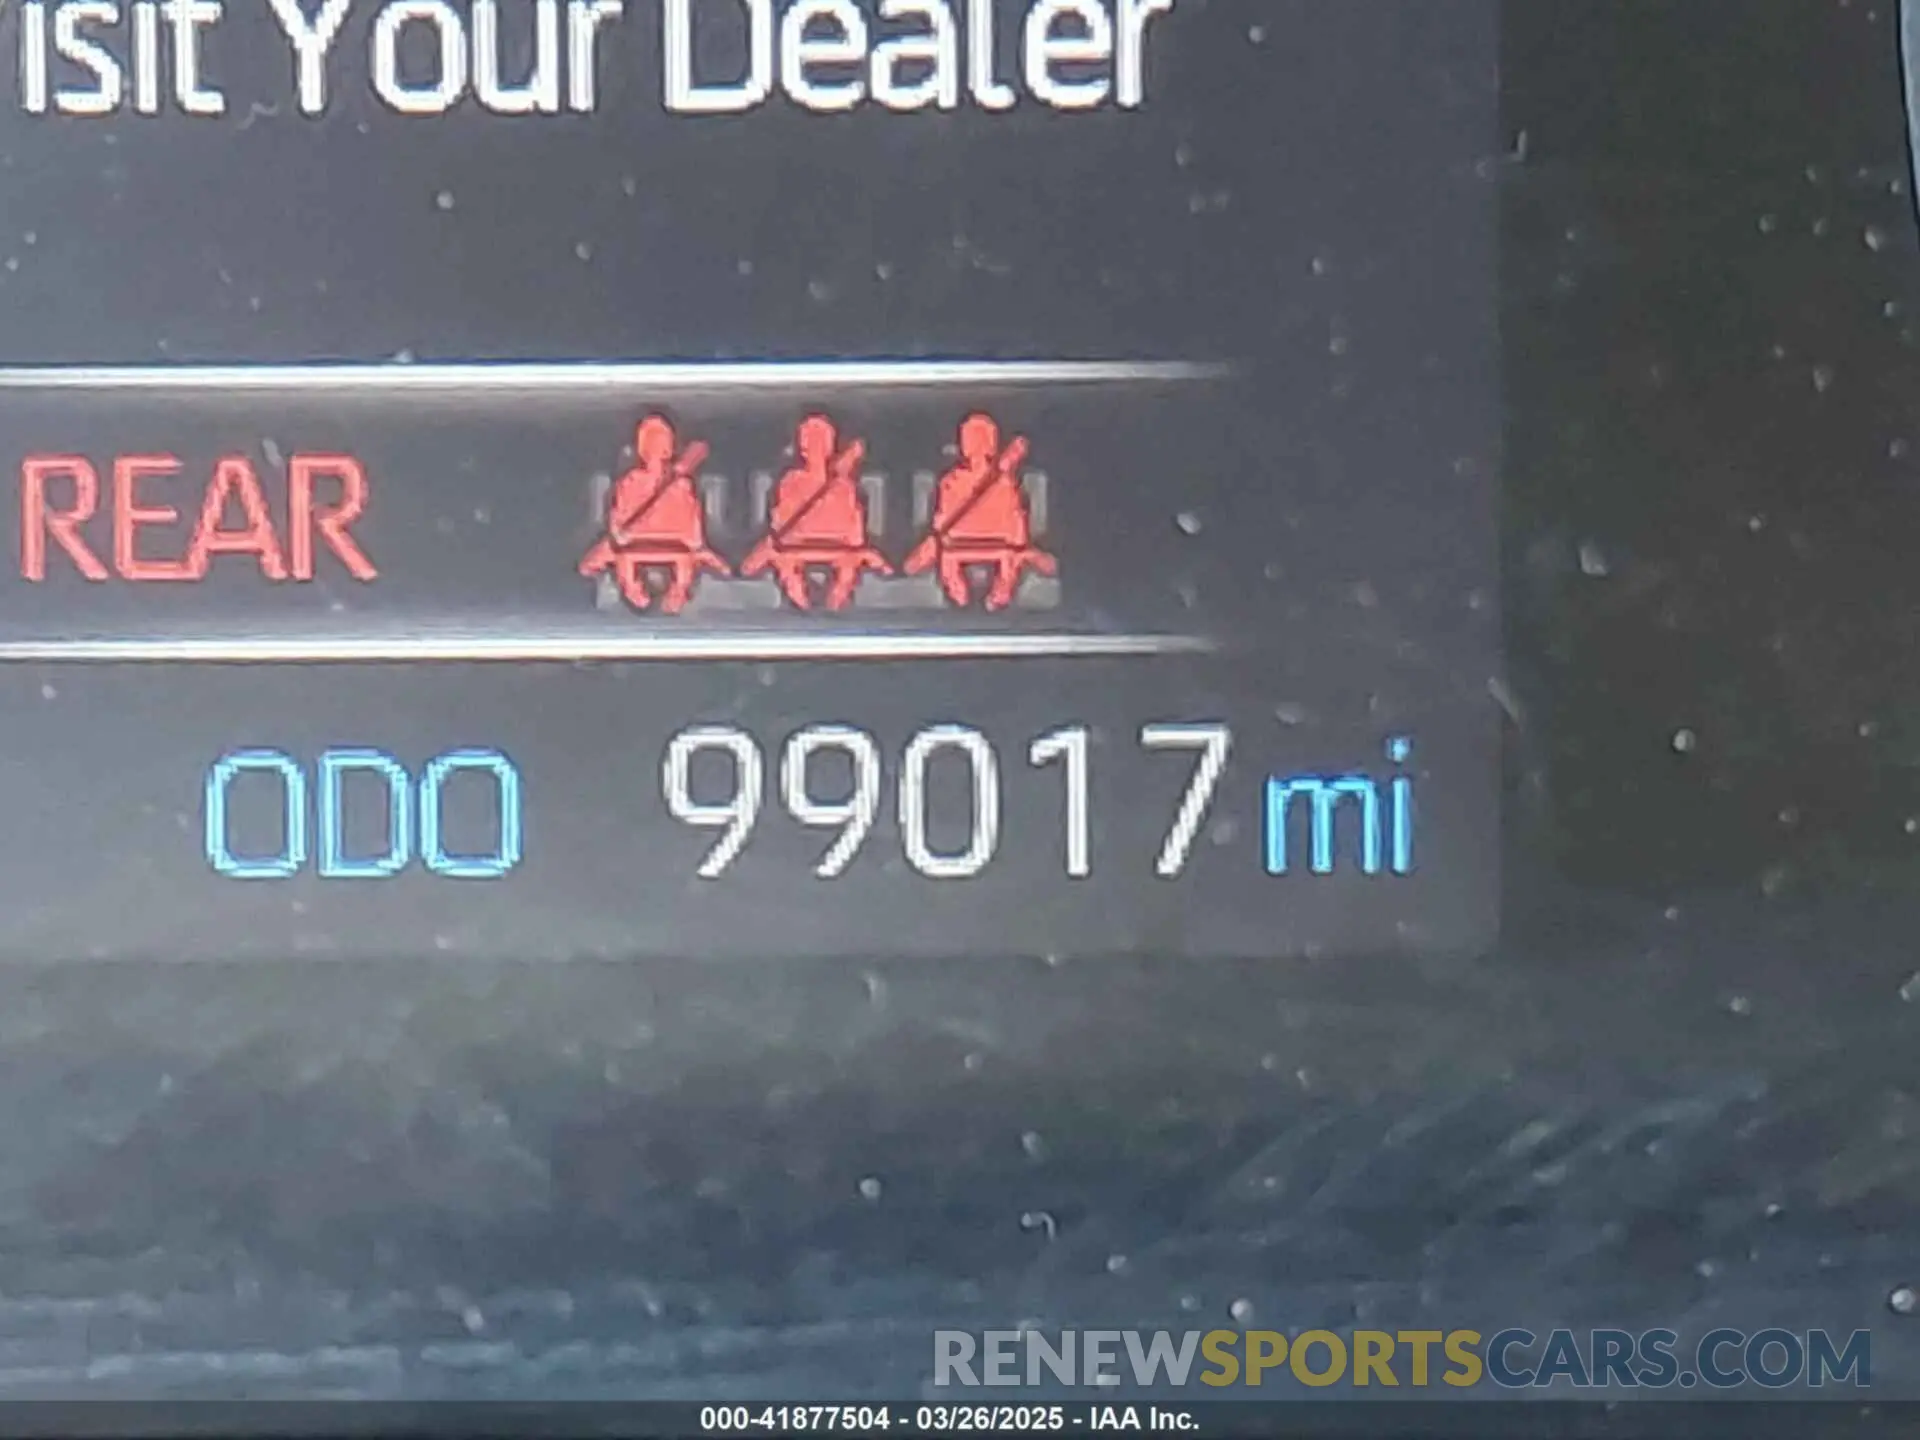 isit Your Dealer
REAR
ODO 99017 mi
RENEWSPORTSCARS.COM
000-41877504 - 03/26/2025 - IAA Inc.